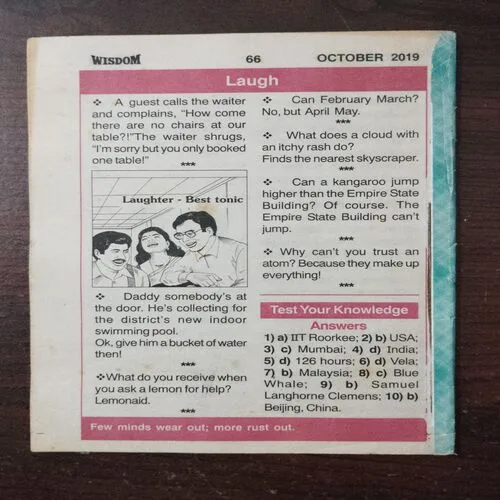 WISDOM 66 OCTOBER 2019
Laugh
❖ A guest calls the waiter
and complains, "How come
there are no chairs at our
table?!"The waiter shrugs,
"I'm sorry but you only booked
one table!"
***
Laughter - Best tonic
❖ Daddy somebody's at
the door. He's collecting for
the district's new indoor
swimming pool.
Ok, give him a bucket of water
then!
***
❖What do you receive when
you ask a lemon for help?
Lemonaid.
***
❖ Can February March?
No, but April May.
***
❖ What does a cloud with
an itchy rash do?
Finds the nearest skyscraper.
***
❖ Can a kangaroo jump
higher than the Empire State
Building? Of course. The
Empire State Building can't
jump.
***
❖ Why can't you trust an
atom? Because they make up
everything!
***
Test Your Knowledge
Answers
1) a) IIT Roorkee; 2) b) USA;
3) c) Mumbai; 4) d) India;
5) d) 126 hours; 6) d) Vela;
7) b) Malaysia; 8) c) Blue
Whale; 9) b) Samuel
Langhorne Clemens; 10) b)
Beijing, China.
Few minds wear out; more rust out.